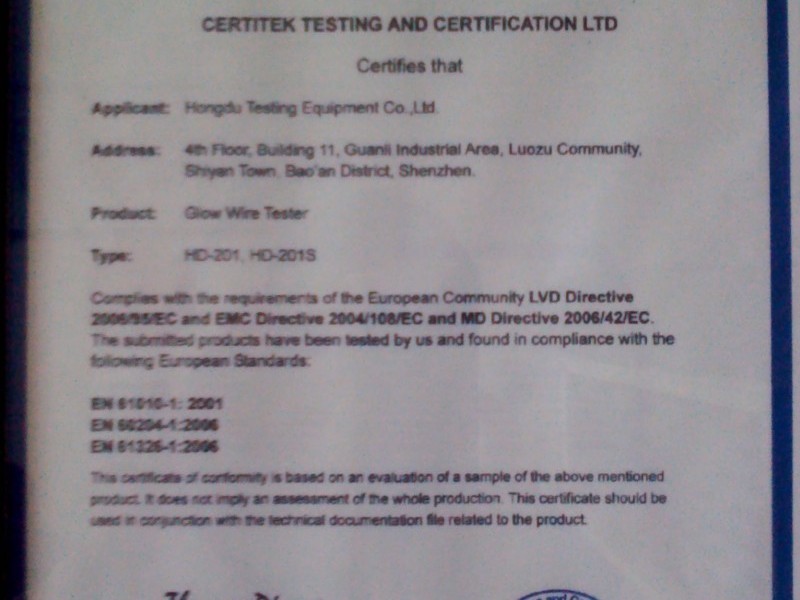 CERTITEK TESTING AND CERTIFICATION LTD
Certifies that
Applicant: Hongdu Testing Equipment Co.,Ltd.
Address: 4th Floor, Building 11, Guanli Industrial Area, Luozu Community,
Shiyan Town, Bao'an District, Shenzhen.
Product: Glow Wire Tester
Type: HD-201, HD-201S
Complies with the requirements of the European Community LVD Directive
2006/95/EC and EMC Directive 2004/108/EC and MD Directive 2006/42/EC.
The submitted products have been tested by us and found in compliance with the
following European Standards:
EN 61010-1: 2001
EN 60204-1:2006
EN 61326-1:2006
This certificate of conformity is based on an evaluation of a sample of the above mentioned
product. It does not imply an assessment of the whole production. This certificate should be
used in conjunction with the technical documentation file related to the product.